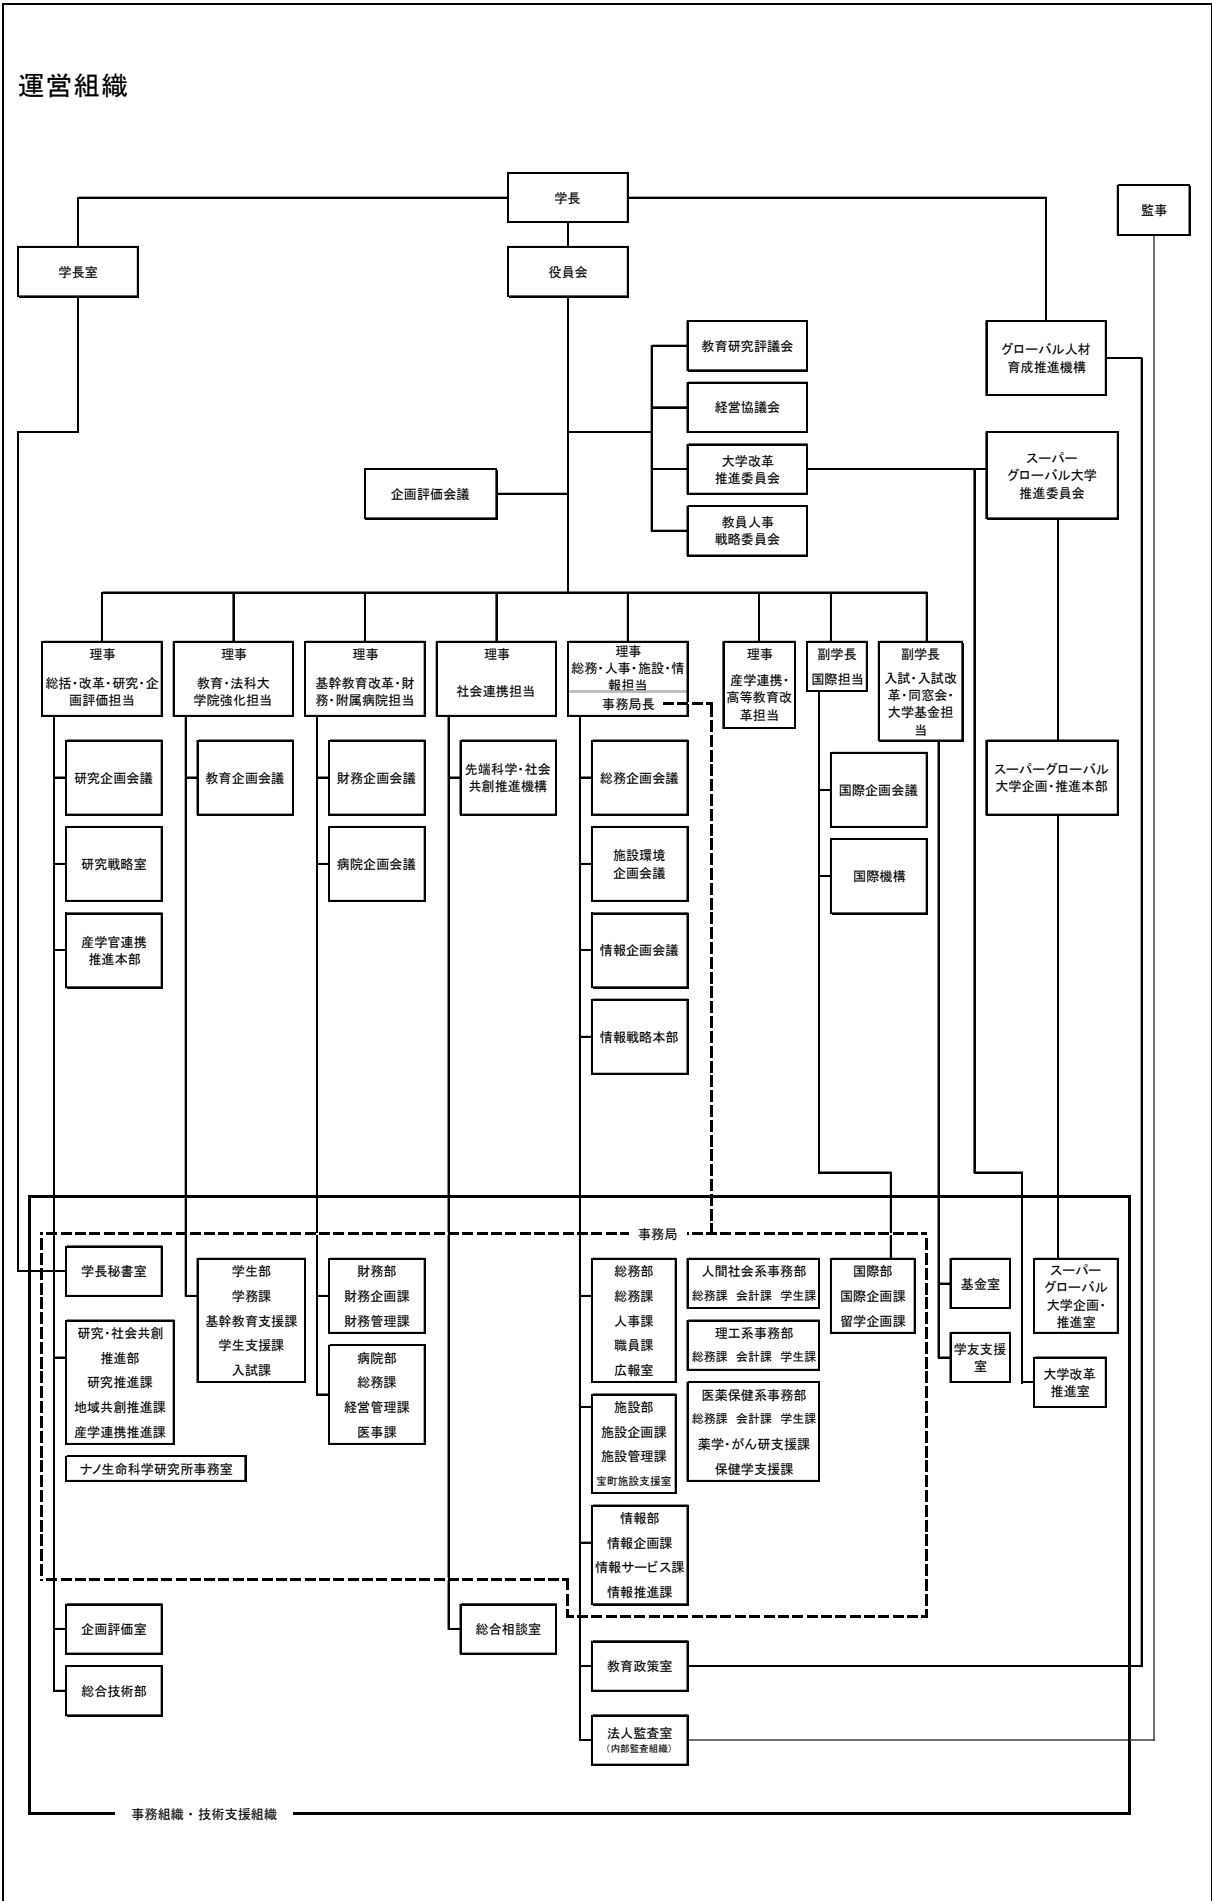 運営組織
学長
監事
学長室
役員会
教育研究評議会
グローバル人材
育成推進機構
経営協議会
大学改革
推進委員会
スーパー
グローバル大学
推進委員会
企画評価会議
教員人事
戦略委員会
理事
総括・改革・研究・企
画評価担当
理事
教育・法科大
学院強化担当
理事
基幹教育改革・財
務・附属病院担当
理事
社会連携担当
理事
総務・人事・施設・情
報担当
事務局長
理事
産学連携・
高等教育改
革担当
副学長
国際担当
副学長
入試・入試改
革・同窓会・
大学基金担
当
研究企画会議
教育企画会議
財務企画会議
先端科学・社会
共創推進機構
総務企画会議
国際企画会議
スーパーグローバル
大学企画・推進本部
研究戦略室
病院企画会議
施設環境
企画会議
国際機構
産学官連携
推進本部
情報企画会議
情報戦略本部
事務局
学長秘書室
研究・社会共創
推進部
研究推進課
地域共創推進課
産学連携推進課
ナノ生命科学研究所事務室
学生部
学務課
基幹教育支援課
学生支援課
入試課
財務部
財務企画課
財務管理課
病院部
総務課
経営管理課
医事課
総務部
総務課
人事課
職員課
広報室
施設部
施設企画課
施設管理課
宝町施設支援室
情報部
情報企画課
情報サービス課
情報推進課
人間社会系事務部
総務課 会計課 学生課
理工系事務部
総務課 会計課 学生課
医薬保健系事務部
総務課 会計課 学生課
薬学・がん研支援課
保健学支援課
国際部
国際企画課
留学企画課
基金室
学友支援
室
スーパー
グローバル
大学企画・
推進室
大学改革
推進室
企画評価室
総合相談室
教育政策室
総合技術部
法人監査室
（内部監査組織）
事務組織・技術支援組織